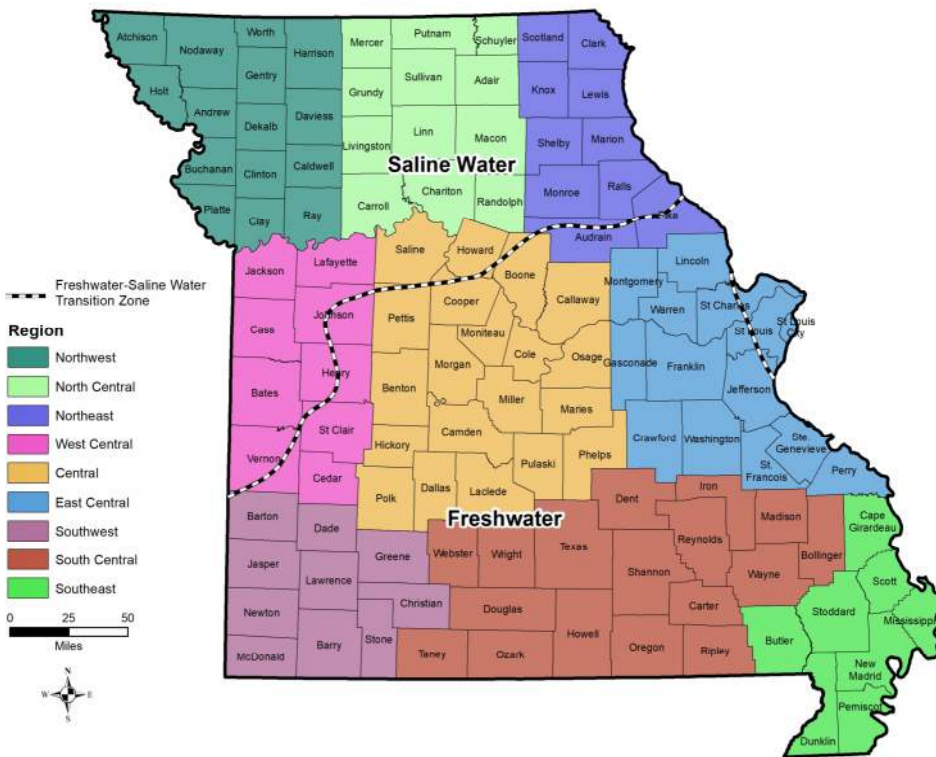 Atchison
Nodaway
Worth
Harrison
Mercer
Putnam
Schuyler
Scotland
Clark
Holt
Gentry
Sullivan
Adair
Knox
Lewis
Andrew
Dekalb
Daviess
Grundy
Linn
Macon
Shelby
Marion
Buchanan
Clinton
Caldwell
Livingston
Saline Water
Platte
Clay
Ray
Carroll
Chariton
Randolph
Monroe
Ralls
Pike
Audrain
Jackson
Lafayette
Saline
Howard
Boone
Callaway
Montgomery
Lincoln
Warren
St Charles
St Louis
St Louis
City
Cass
Johnson
Pettis
Cooper
Moniteau
Cole
Osage
Gasconade
Franklin
Jefferson
Bates
Henry
Benton
Morgan
Miller
Maries
Crawford
Washington
Ste.
Genevieve
St.
Francois
Perry
Vernon
St Clair
Hickory
Camden
Pulaski
Phelps
Cedar
Polk
Dallas
Laclede
Dent
Iron
Madison
Cape
Girardeau
Freshwater
Barton
Dade
Greene
Webster
Wright
Texas
Reynolds
Bollinger
Jasper
Lawrence
Shannon
Wayne
Scott
Newton
Christian
Douglas
Carter
Stoddard
Mississippi
McDonald
Barry
Stone
Taney
Ozark
Howell
Oregon
Ripley
Butler
New
Madrid
Pemiscot
Dunklin
Freshwater-Saline Water
Transition Zone
Region
Northwest
North Central
Northeast
West Central
Central
East Central
Southwest
South Central
Southeast
0 25 50
Miles
N
W E
S